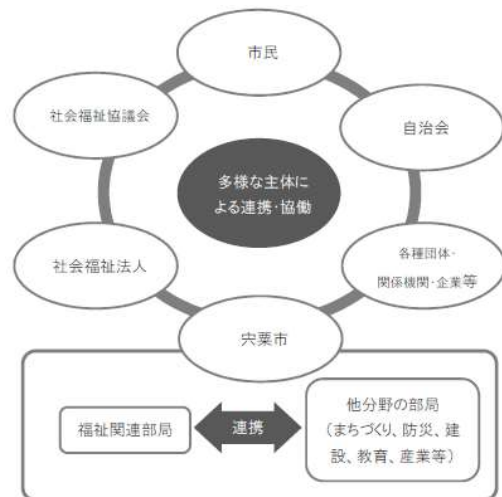 市民
社会福祉協議会
自治会
多様な主体に
よる連携・協働
社会福祉法人
各種団体・
関係機関・企業等
宍粟市
福祉関連部局
連携
他分野の部局
（まちづくり、防災、建
設、教育、産業等）